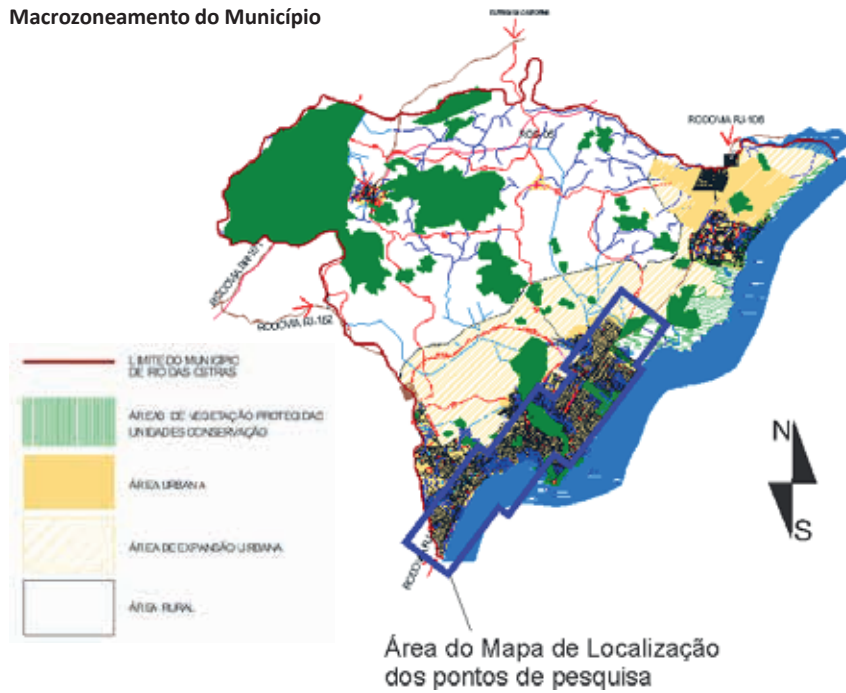 Macrozoneamento do Município
RODOVIA RJ-106
RODOVIA RJ-162
LIMITE DO MUNICÍPIO
DE RIO DAS OSTRAS
ÁREAS DE VEGETAÇÃO PROTEGIDAS
UNIDADES CONSERVAÇÃO
ÁREA URBANA
ÁREA DE EXPANSÃO URBANA
ÁREA RURAL
N
S
RODOVIA
Área do Mapa de Localização
dos pontos de pesquisa